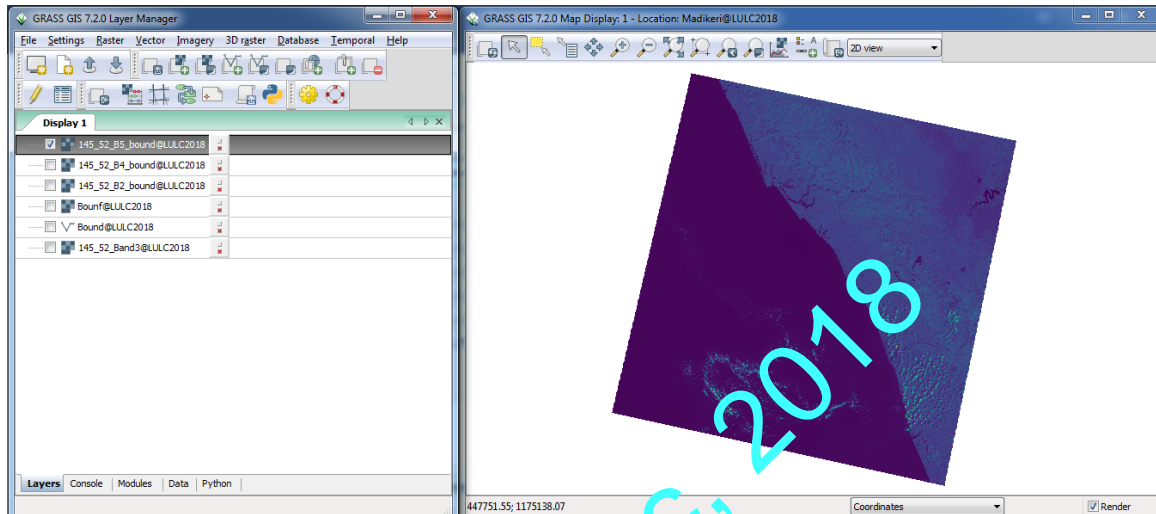 GRASS GIS 7.2.0 Layer Manager
File Settings Raster Vector Imagery 3D raster Database Temporal Help
Display 1
145_52_B5_bound@LULC2018
145_52_B4_bound@LULC2018
145_52_B2_bound@LULC2018
Bounf@LULC2018
Bound@LULC2018
145_52_Band3@LULC2018
Layers Console Modules Data Python
GRASS GIS 7.2.0 Map Display: 1 - Location: Madikeri@LULC2018
2D view
2018
447751.55; 1175138.07
Coordinates
Render